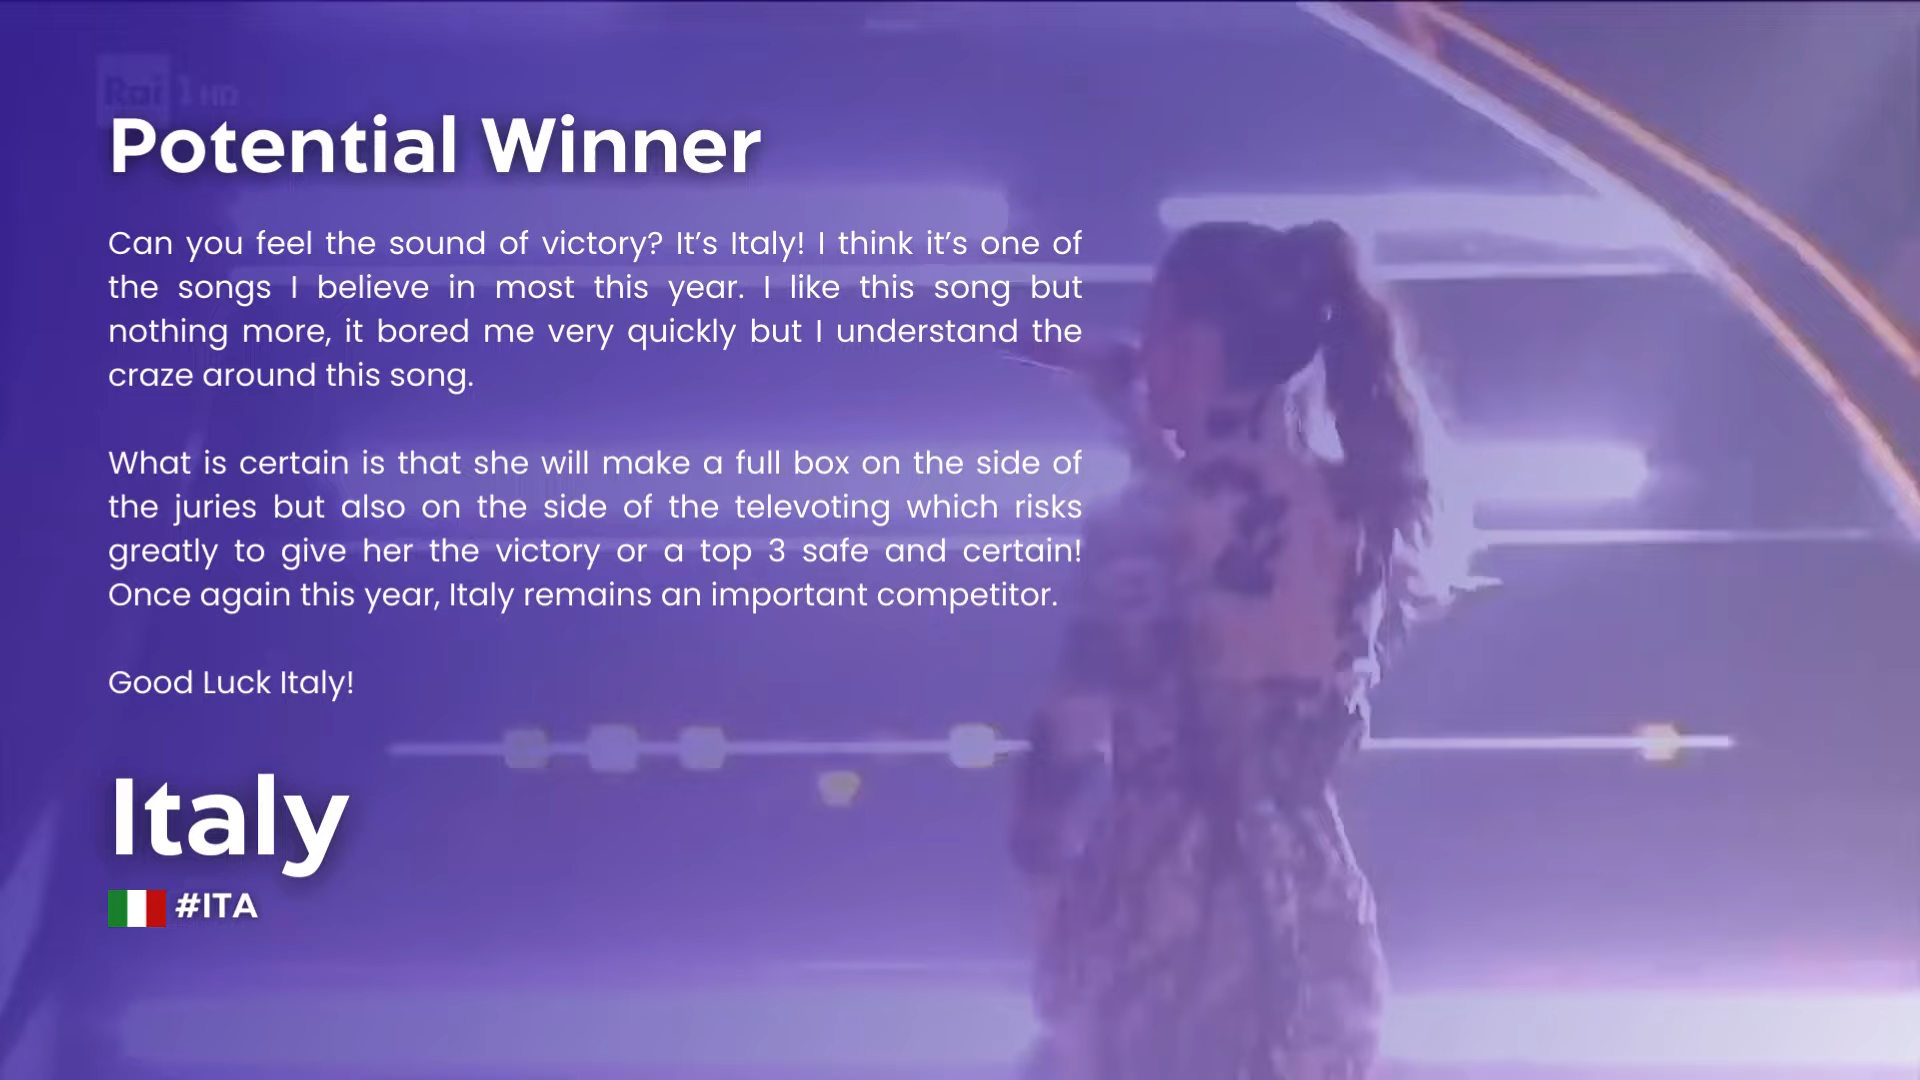 Rai 1 HD
Potential Winner
Can you feel the sound of victory? It’s Italy! I think it’s one of
the songs I believe in most this year. I like this song but
nothing more, it bored me very quickly but I understand the
craze around this song.
What is certain is that she will make a full box on the side of
the juries but also on the side of the televoting which risks
greatly to give her the victory or a top 3 safe and certain!
Once again this year, Italy remains an important competitor.
Good Luck Italy!
Italy
#ITA